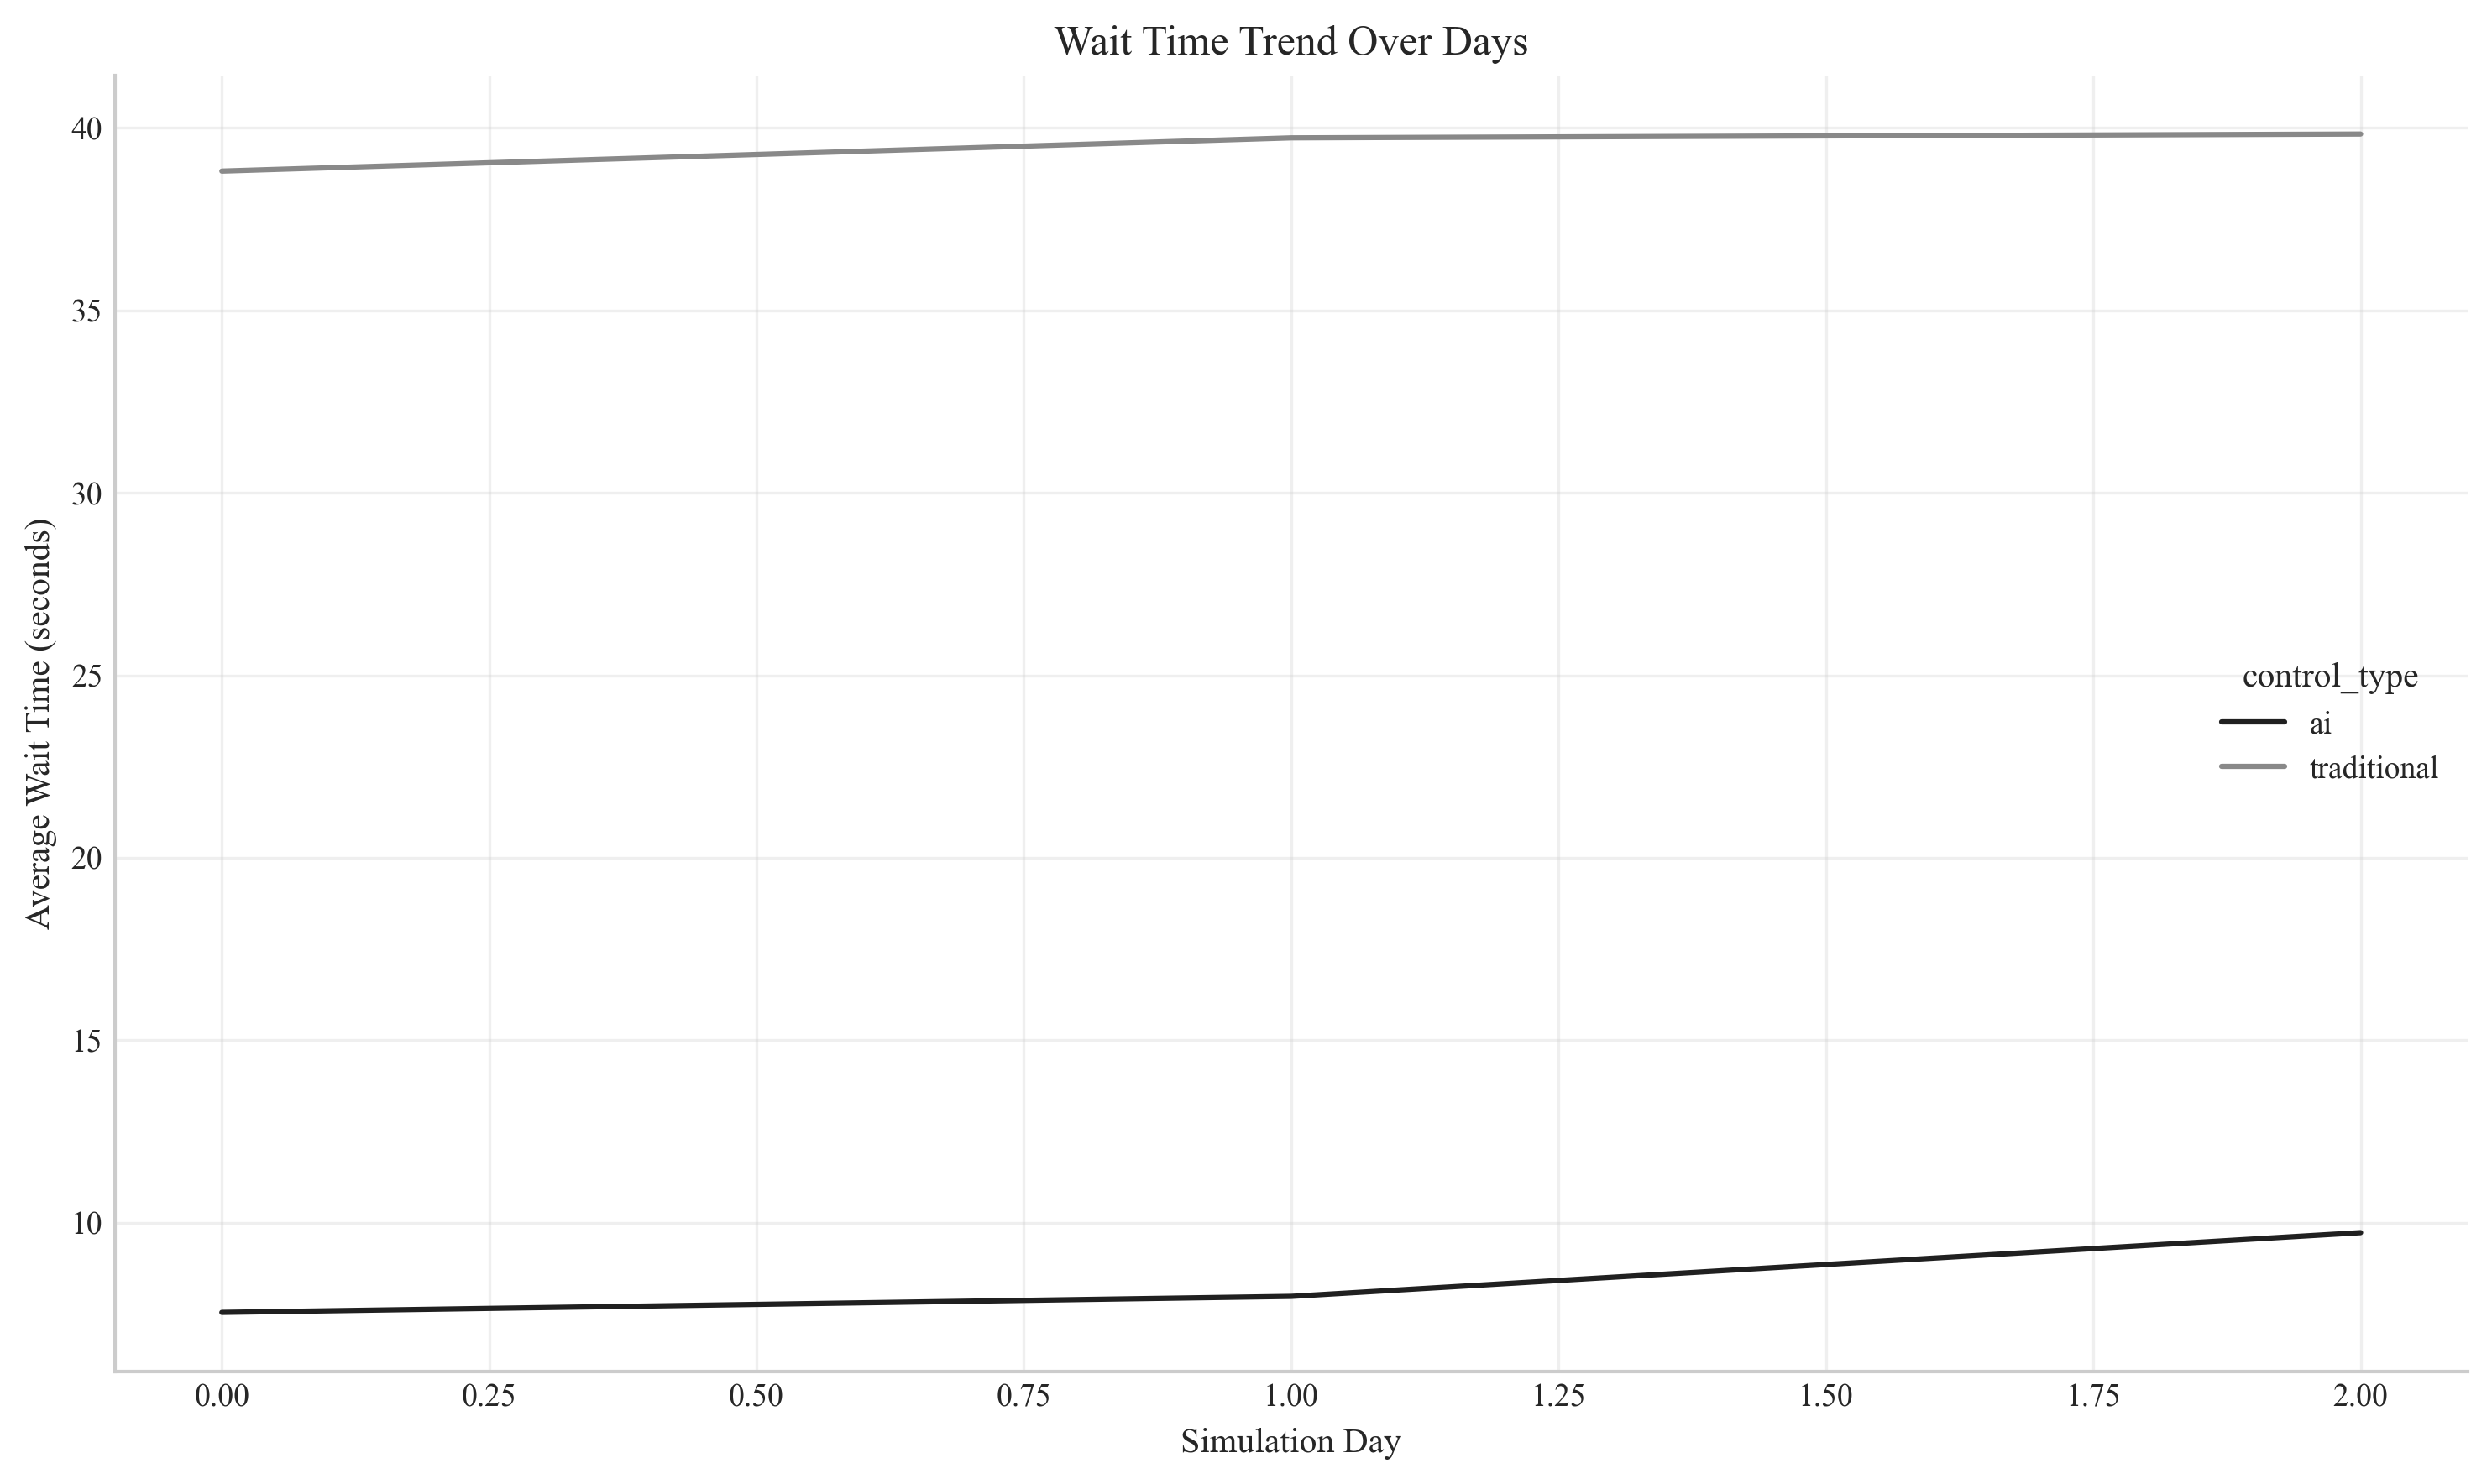 Wait Time Trend Over Days
Average Wait Time (seconds)
40
35
30
25
20
15
10
control_type
ai
traditional
0.00 0.25 0.50 0.75 1.00 1.25 1.50 1.75 2.00
Simulation Day